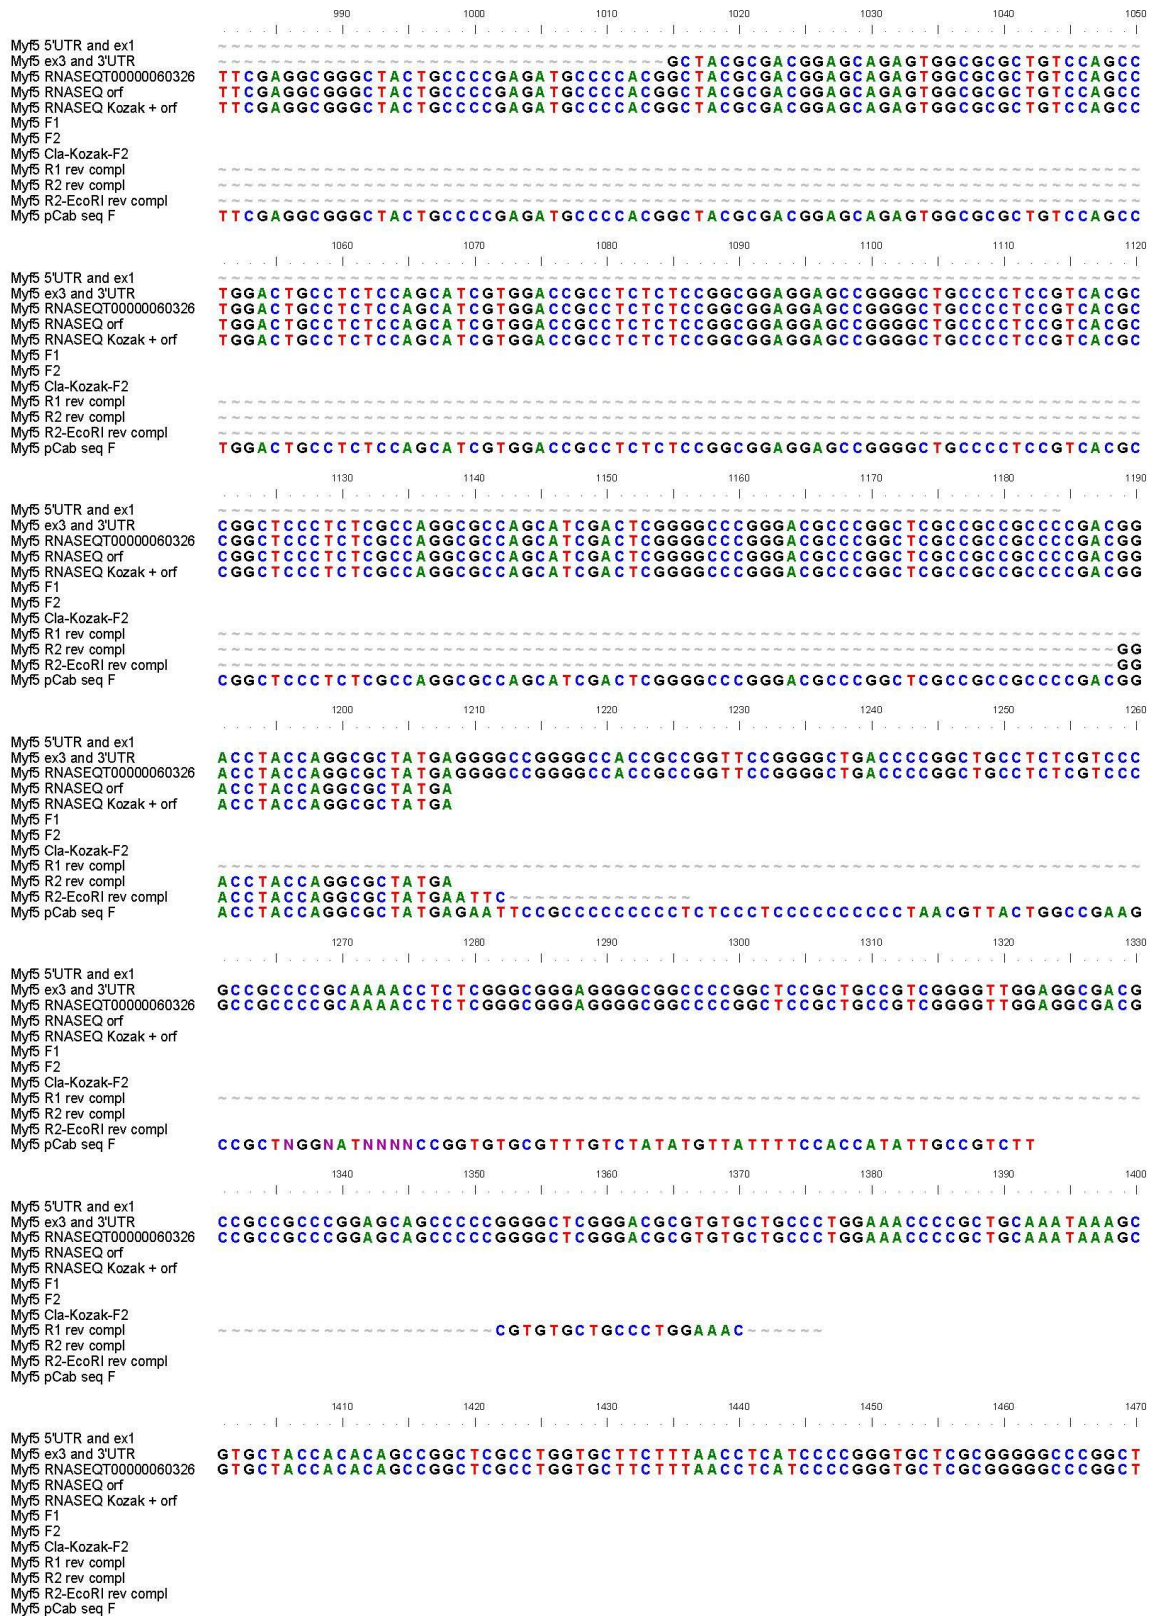 990 1000 1010 1020 1030 1040 1050
Myf5 5'UTR and ex1
Myf5 ex3 and 3'UTR GCTACGCGACGGAGCAGAGTGGCGCGCTGTCCAGCC
Myf5 RNASEQT00000060326 TTCGAGGCGGGCTACTGCCCCGAGATGCCCCACGGCTACGCGACGGAGCAGAGTGGCGCGCTGTCCAGCC
Myf5 RNASEQ orf TTCGAGGCGGGCTACTGCCCCGAGATGCCCCACGGCTACGCGACGGAGCAGAGTGGCGCGCTGTCCAGCC
Myf5 RNASEQ Kozak + orf TTCGAGGCGGGCTACTGCCCCGAGATGCCCCACGGCTACGCGACGGAGCAGAGTGGCGCGCTGTCCAGCC
Myf5 F1
Myf5 F2
Myf5 Cla-Kozak-F2
Myf5 R1 rev compl
Myf5 R2 rev compl
Myf5 R2-EcoRI rev compl
Myf5 pCab seq F TTCGAGGCGGGCTACTGCCCCGAGATGCCCCACGGCTACGCGACGGAGCAGAGTGGCGCGCTGTCCAGCC
1060 1070 1080 1090 1100 1110 1120
Myf5 5'UTR and ex1
Myf5 ex3 and 3'UTR TGGACTGCCTCTCCAGCATCGTGGACCGCCTCTCTCCGGCGGAGGAGCCGGGGCTGCCCCTCCGTCACGC
Myf5 RNASEQT00000060326 TGGACTGCCTCTCCAGCATCGTGGACCGCCTCTCTCCGGCGGAGGAGCCGGGGCTGCCCCTCCGTCACGC
Myf5 RNASEQ orf TGGACTGCCTCTCCAGCATCGTGGACCGCCTCTCTCCGGCGGAGGAGCCGGGGCTGCCCCTCCGTCACGC
Myf5 RNASEQ Kozak + orf TGGACTGCCTCTCCAGCATCGTGGACCGCCTCTCTCCGGCGGAGGAGCCGGGGCTGCCCCTCCGTCACGC
Myf5 F1
Myf5 F2
Myf5 Cla-Kozak-F2
Myf5 R1 rev compl
Myf5 R2 rev compl
Myf5 R2-EcoRI rev compl
Myf5 pCab seq F TGGACTGCCTCTCCAGCATCGTGGACCGCCTCTCTCCGGCGGAGGAGCCGGGGCTGCCCCTCCGTCACGC
1130 1140 1150 1160 1170 1180 1190
Myf5 5'UTR and ex1
Myf5 ex3 and 3'UTR CGGCTCCCTCTCGCCAGGCGCCAGCATCGACTCGGGGCCCGGGACGCCCGGCTCGCCGCCGCCCCGACGG
Myf5 RNASEQT00000060326 CGGCTCCCTCTCGCCAGGCGCCAGCATCGACTCGGGGCCCGGGACGCCCGGCTCGCCGCCGCCCCGACGG
Myf5 RNASEQ orf CGGCTCCCTCTCGCCAGGCGCCAGCATCGACTCGGGGCCCGGGACGCCCGGCTCGCCGCCGCCCCGACGG
Myf5 RNASEQ Kozak + orf CGGCTCCCTCTCGCCAGGCGCCAGCATCGACTCGGGGCCCGGGACGCCCGGCTCGCCGCCGCCCCGACGG
Myf5 F1
Myf5 F2
Myf5 Cla-Kozak-F2
Myf5 R1 rev compl
Myf5 R2 rev compl GG
Myf5 R2-EcoRI rev compl GG
Myf5 pCab seq F CGGCTCCCTCTCGCCAGGCGCCAGCATCGACTCGGGGCCCGGGACGCCCGGCTCGCCGCCGCCCCGACGG
1200 1210 1220 1230 1240 1250 1260
Myf5 5'UTR and ex1
Myf5 ex3 and 3'UTR ACCTACCAGGCGCTATGAGGGGCCGGGGCCACCGCCGGTTCCGGGGCTGACCCCGGCTGCCTCTCGTCCC
Myf5 RNASEQT00000060326 ACCTACCAGGCGCTATGAGGGGCCGGGGCCACCGCCGGTTCCGGGGCTGACCCCGGCTGCCTCTCGTCCC
Myf5 RNASEQ orf ACCTACCAGGCGCTATGA
Myf5 RNASEQ Kozak + orf ACCTACCAGGCGCTATGA
Myf5 F1
Myf5 F2
Myf5 Cla-Kozak-F2
Myf5 R1 rev compl
Myf5 R2 rev compl ACCTACCAGGCGCTATGA
Myf5 R2-EcoRI rev compl ACCTACCAGGCGCTATGAATTC
Myf5 pCab seq F ACCTACCAGGCGCTATGAGAATTCCGCCCCCCCCCCTCTCCCTCCCCCCCCCCTAACGTTACTGGCCGAAG
1270 1280 1290 1300 1310 1320 1330
Myf5 5'UTR and ex1
Myf5 ex3 and 3'UTR GCCGCCCCGCAAAACCTCTCGGGCGGGAGGGGCGGCCCCGGCTCCGCTGCCGTCGGGGTTGGAGGCGACG
Myf5 RNASEQT00000060326 GCCGCCCCGCAAAACCTCTCGGGCGGGAGGGGCGGCCCCGGCTCCGCTGCCGTCGGGGTTGGAGGCGACG
Myf5 RNASEQ orf
Myf5 RNASEQ Kozak + orf
Myf5 F1
Myf5 F2
Myf5 Cla-Kozak-F2
Myf5 R1 rev compl
Myf5 R2 rev compl
Myf5 R2-EcoRI rev compl
Myf5 pCab seq F CCGCTNGGNATNNNNCCGGTGTGCGTTTGTCTATATGTTATTTTCCACCATATTGCCGTCTT
1340 1350 1360 1370 1380 1390 1400
Myf5 5'UTR and ex1
Myf5 ex3 and 3'UTR CCGCCGCCCGGAGCAGCCCCCGGGGCTCGGGACGCGTGTGCTGCCCTGGAAACCCCGCTGCAAATAAAGC
Myf5 RNASEQT00000060326 CCGCCGCCCGGAGCAGCCCCCGGGGCTCGGGACGCGTGTGCTGCCCTGGAAACCCCGCTGCAAATAAAGC
Myf5 RNASEQ orf
Myf5 RNASEQ Kozak + orf
Myf5 F1
Myf5 F2
Myf5 Cla-Kozak-F2
Myf5 R1 rev compl CGTGTGCTGCCCTGGAAAC
Myf5 R2 rev compl
Myf5 R2-EcoRI rev compl
Myf5 pCab seq F
1410 1420 1430 1440 1450 1460 1470
Myf5 5'UTR and ex1
Myf5 ex3 and 3'UTR GTGCTACCACACAGCCGGCTCGCCTGGTGCTTCTTTAACCTCATCCCCGGGTGCTCGCGGGGGCCCGGCT
Myf5 RNASEQT00000060326 GTGCTACCACACAGCCGGCTCGCCTGGTGCTTCTTTAACCTCATCCCCGGGTGCTCGCGGGGGCCCGGCT
Myf5 RNASEQ orf
Myf5 RNASEQ Kozak + orf
Myf5 F1
Myf5 F2
Myf5 Cla-Kozak-F2
Myf5 R1 rev compl
Myf5 R2 rev compl
Myf5 R2-EcoRI rev compl
Myf5 pCab seq F